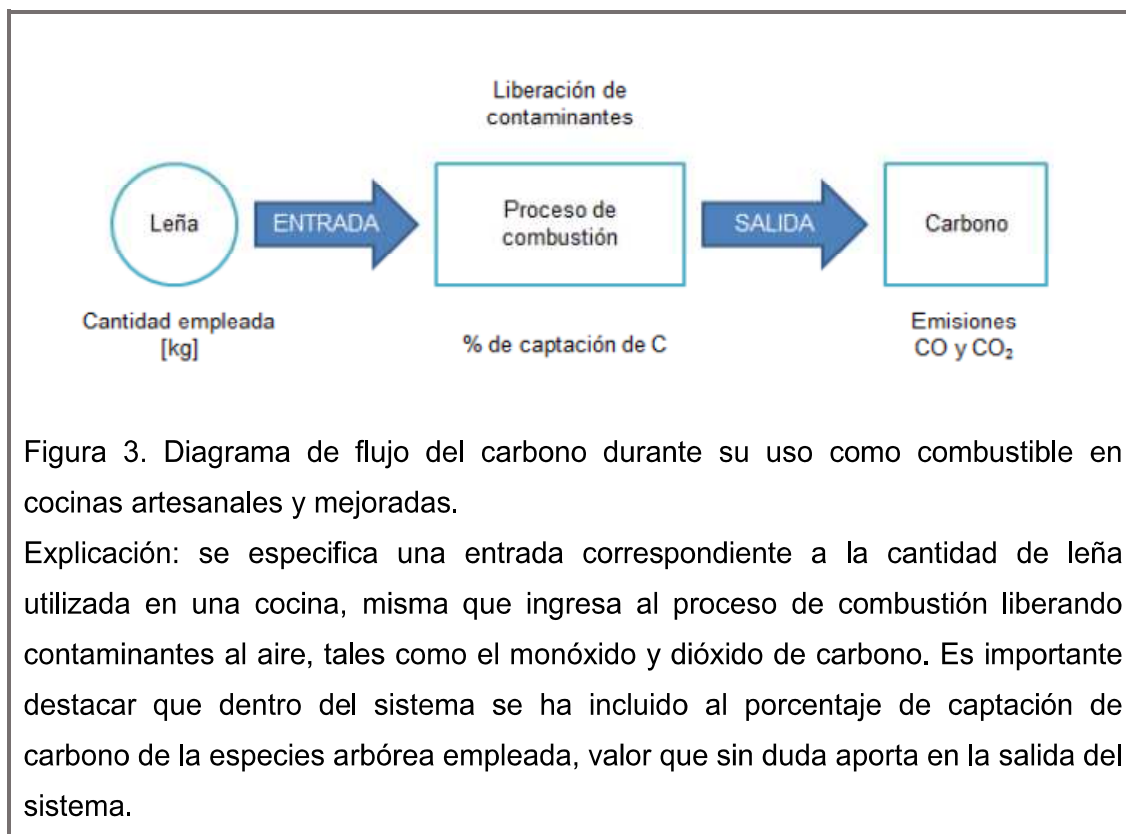 Liberación de
contaminantes
Leña
ENTRADA
Proceso de
combustión
SALIDA
Carbono
Cantidad empleada
[kg]
% de captación de C
Emisiones
CO y CO₂
Figura 3. Diagrama de flujo del carbono durante su uso como combustible en
cocinas artesanales y mejoradas.
Explicación: se especifica una entrada correspondiente a la cantidad de leña
utilizada en una cocina, misma que ingresa al proceso de combustión liberando
contaminantes al aire, tales como el monóxido y dióxido de carbono. Es importante
destacar que dentro del sistema se ha incluido al porcentaje de captación de
carbono de la especies arbórea empleada, valor que sin duda aporta en la salida del
sistema.